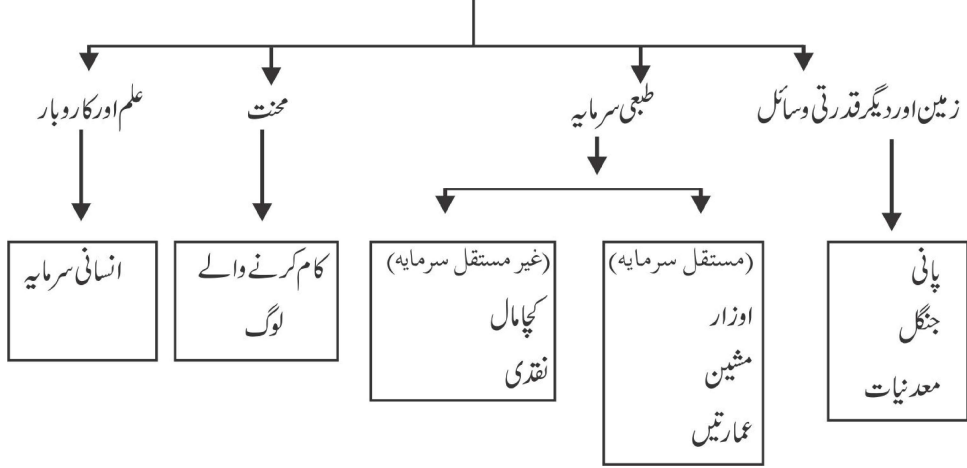 زمین اور دیگر قدرتی وسائل
طبعی سرمایہ
محنت
علم اور کاروبار
پانی
جنگل
معدنیات
(مستقل سرمایہ)
اوزار
مشین
عمارتیں
(غیر مستقل سرمایہ)
کچا مال
نقدی
کام کرنے والے
لوگ
انسانی سرمایہ